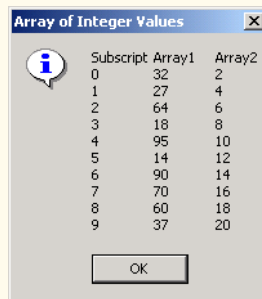 Array of Integer Values
Subscript Array1 Array2
0 32 2
1 27 4
2 64 6
3 18 8
4 95 10
5 14 12
6 90 14
7 70 16
8 60 18
9 37 20
OK